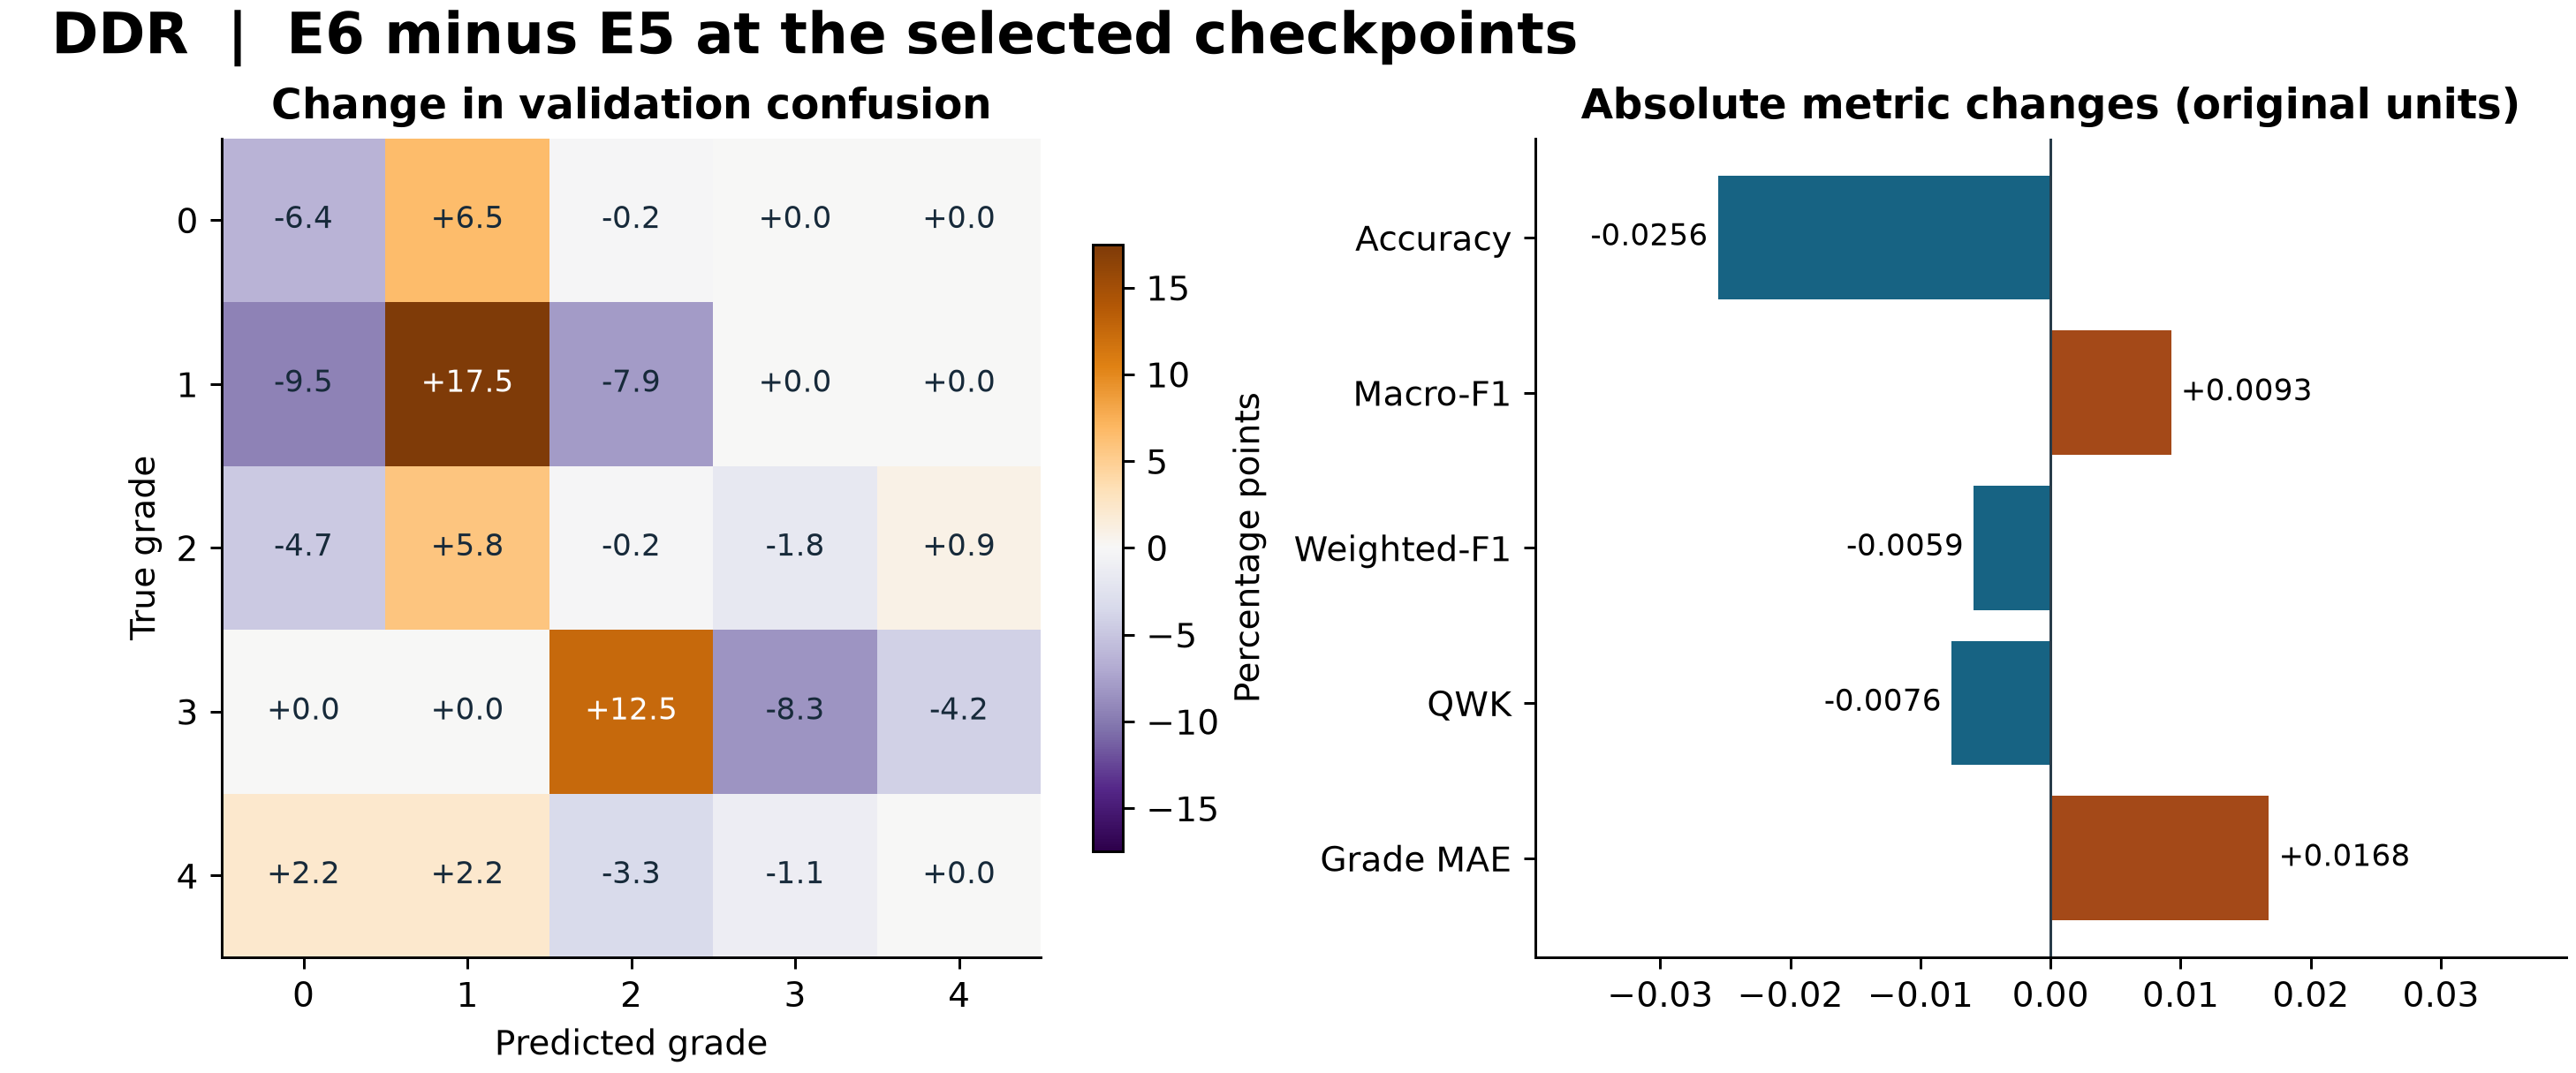 DDR | E6 minus E5 at the selected checkpoints
Change in validation confusion
True grade
0
1
2
3
4
-6.4 +6.5 -0.2 +0.0 +0.0
-9.5 +17.5 -7.9 +0.0 +0.0
-4.7 +5.8 -0.2 -1.8 +0.9
+0.0 +0.0 +12.5 -8.3 -4.2
+2.2 +2.2 -3.3 -1.1 +0.0
0 1 2 3 4
Predicted grade
15
10
5
0
−5
−10
−15
Percentage points
Absolute metric changes (original units)
Accuracy -0.0256
Macro-F1 +0.0093
Weighted-F1 -0.0059
QWK -0.0076
Grade MAE +0.0168
−0.03 −0.02 −0.01 0.00 0.01 0.02 0.03